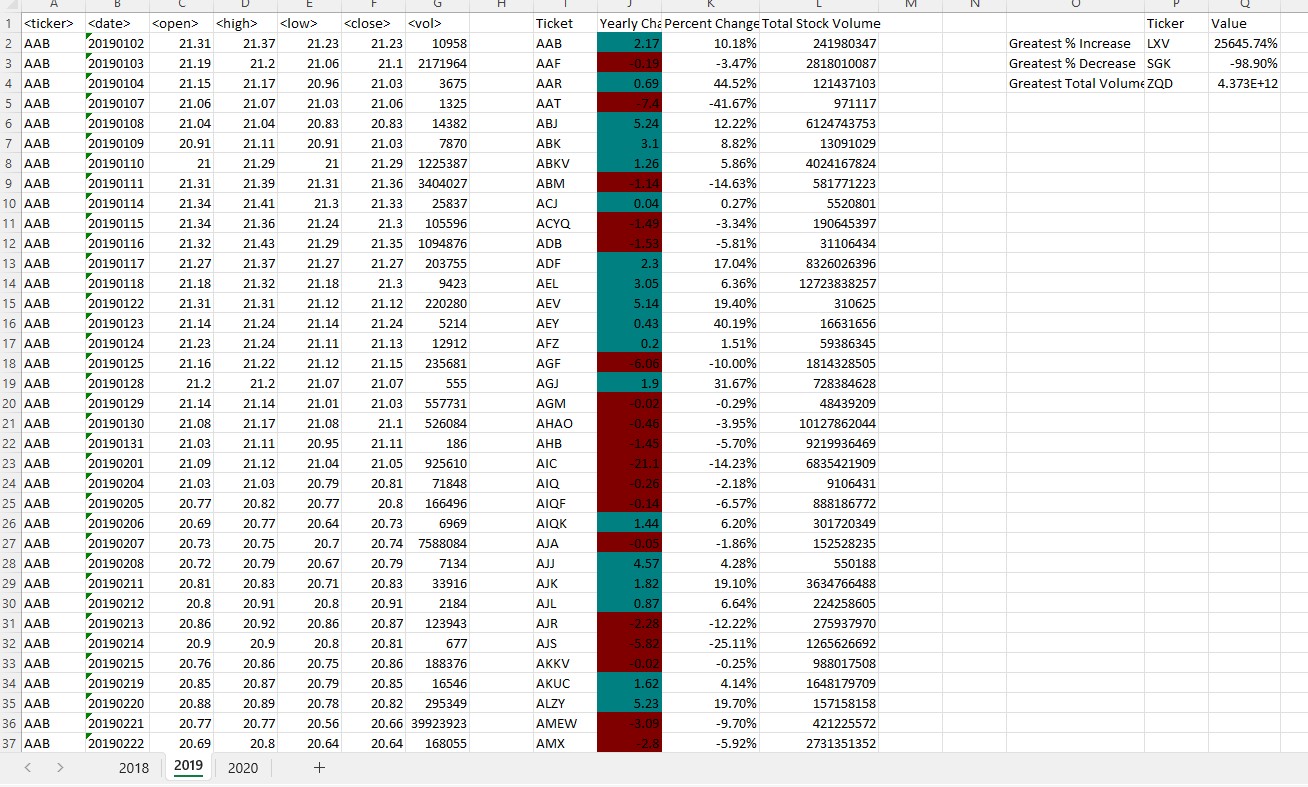 A B C D E F G H I J K L M N O P Q
1 <ticker> <date> <open> <high> <low> <close> <vol> Ticket Yearly Cha Percent Change Total Stock Volume Ticker Value
2 AAB 20190102 21.31 21.37 21.23 21.23 10958 AAB 2.17 10.18% 241980347 Greatest % Increase LXV 25645.74%
3 AAB 20190103 21.19 21.2 21.06 21.1 2171964 AAF -0.19 -3.47% 2818010087 Greatest % Decrease SGK -98.90%
4 AAB 20190104 21.15 21.17 20.96 21.03 3675 AAR 0.69 44.52% 121437103 Greatest Total Volume ZQD 4.373E+12
5 AAB 20190107 21.06 21.07 21.03 21.06 1325 AAT -7.4 -41.67% 971117
6 AAB 20190108 21.04 21.04 20.83 20.83 14382 ABJ 5.24 12.22% 6124743753
7 AAB 20190109 20.91 21.11 20.91 21.03 7870 ABK 3.1 8.82% 13091029
8 AAB 20190110 21 21.29 21 21.29 1225387 ABKV 1.26 5.86% 4024167824
9 AAB 20190111 21.31 21.39 21.31 21.36 3404027 ABM -1.14 -14.63% 581771223
10 AAB 20190114 21.34 21.41 21.3 21.33 25837 ACJ 0.04 0.27% 5520801
11 AAB 20190115 21.34 21.36 21.24 21.3 105596 ACYQ -1.49 -3.34% 190645397
12 AAB 20190116 21.32 21.43 21.29 21.35 1094876 ADB -1.53 -5.81% 31106434
13 AAB 20190117 21.27 21.37 21.27 21.27 203755 ADF 2.3 17.04% 8326026396
14 AAB 20190118 21.18 21.32 21.18 21.3 9423 AEL 3.05 6.36% 12723838257
15 AAB 20190122 21.31 21.31 21.12 21.12 220280 AEV 5.14 19.40% 310625
16 AAB 20190123 21.14 21.24 21.14 21.24 5214 AEY 0.43 40.19% 16631656
17 AAB 20190124 21.23 21.24 21.11 21.13 12912 AFZ 0.2 1.51% 59386345
18 AAB 20190125 21.16 21.22 21.12 21.15 235681 AGF -6.06 -10.00% 1814328505
19 AAB 20190128 21.2 21.2 21.07 21.07 555 AGJ 1.9 31.67% 728384628
20 AAB 20190129 21.14 21.14 21.01 21.03 557731 AGM -0.02 -0.29% 48439209
21 AAB 20190130 21.08 21.17 21.08 21.1 526084 AHAO -0.46 -3.95% 10127862044
22 AAB 20190131 21.03 21.11 20.95 21.11 186 AHB -1.45 -5.70% 9219936469
23 AAB 20190201 21.09 21.12 21.04 21.05 925610 AIC -21.1 -14.23% 6835421909
24 AAB 20190204 21.03 21.03 20.79 20.81 71848 AIQ -0.26 -2.18% 9106431
25 AAB 20190205 20.77 20.82 20.77 20.8 166496 AIQF -0.14 -6.57% 888186772
26 AAB 20190206 20.69 20.77 20.64 20.73 6969 AIQK 1.44 6.20% 301720349
27 AAB 20190207 20.73 20.75 20.7 20.74 7588084 AJA -0.05 -1.86% 152528235
28 AAB 20190208 20.72 20.79 20.67 20.79 7134 AJJ 4.57 4.28% 550188
29 AAB 20190211 20.81 20.83 20.71 20.83 33916 AJK 1.82 19.10% 3634766488
30 AAB 20190212 20.8 20.91 20.8 20.91 2184 AJL 0.87 6.64% 224258605
31 AAB 20190213 20.86 20.92 20.86 20.87 123943 AJR -2.28 -12.22% 275937970
32 AAB 20190214 20.9 20.9 20.8 20.81 677 AJS -5.82 -25.11% 1265626692
33 AAB 20190215 20.76 20.86 20.75 20.86 188376 AKKV -0.02 -0.25% 988017508
34 AAB 20190219 20.85 20.87 20.79 20.85 16546 AKUC 1.62 4.14% 1648179709
35 AAB 20190220 20.88 20.89 20.78 20.82 295349 ALZY 5.23 19.70% 157158158
36 AAB 20190221 20.77 20.77 20.56 20.66 39923923 AMEW -3.09 -9.70% 421225572
37 AAB 20190222 20.69 20.8 20.64 20.64 168055 AMX -2.8 -5.92% 2731351352
2018 2019 2020 +